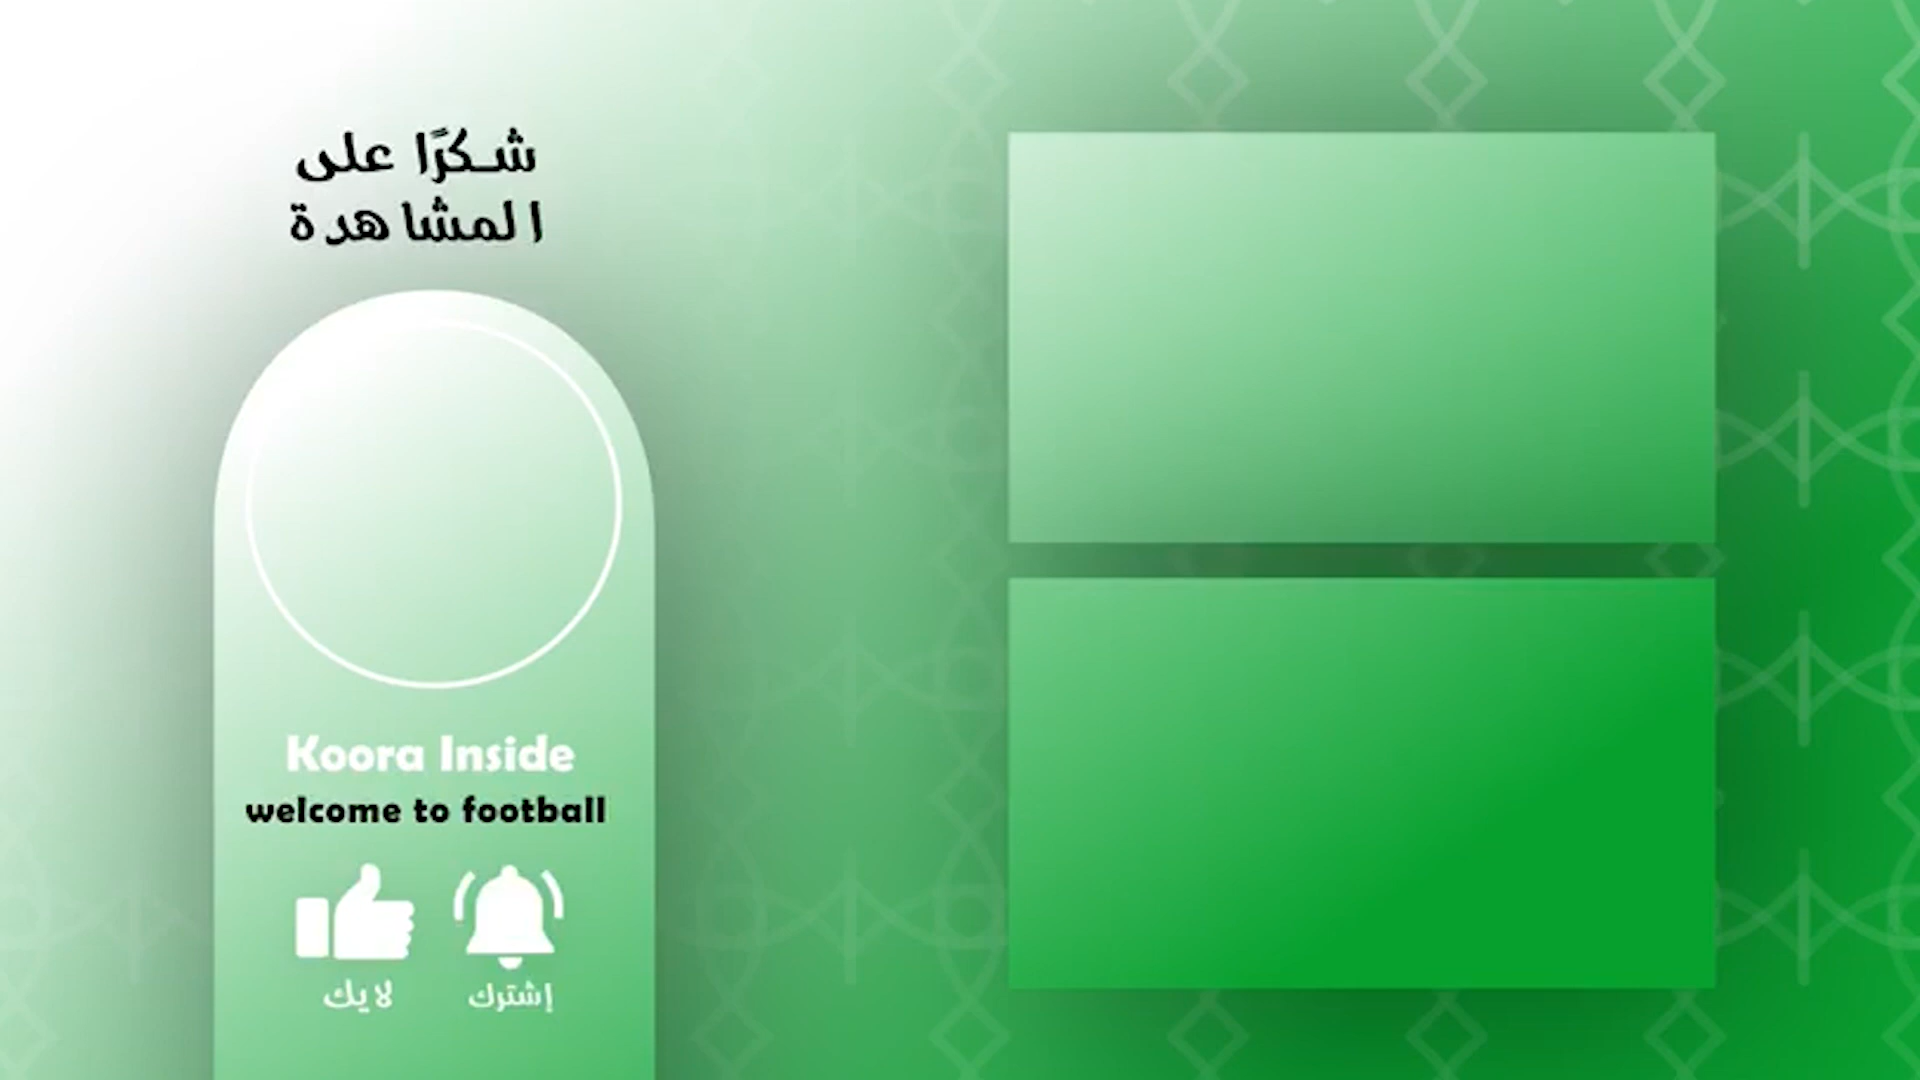 شكرًا على
المشاهدة
Koora Inside
welcome to football
لايك
إشترك